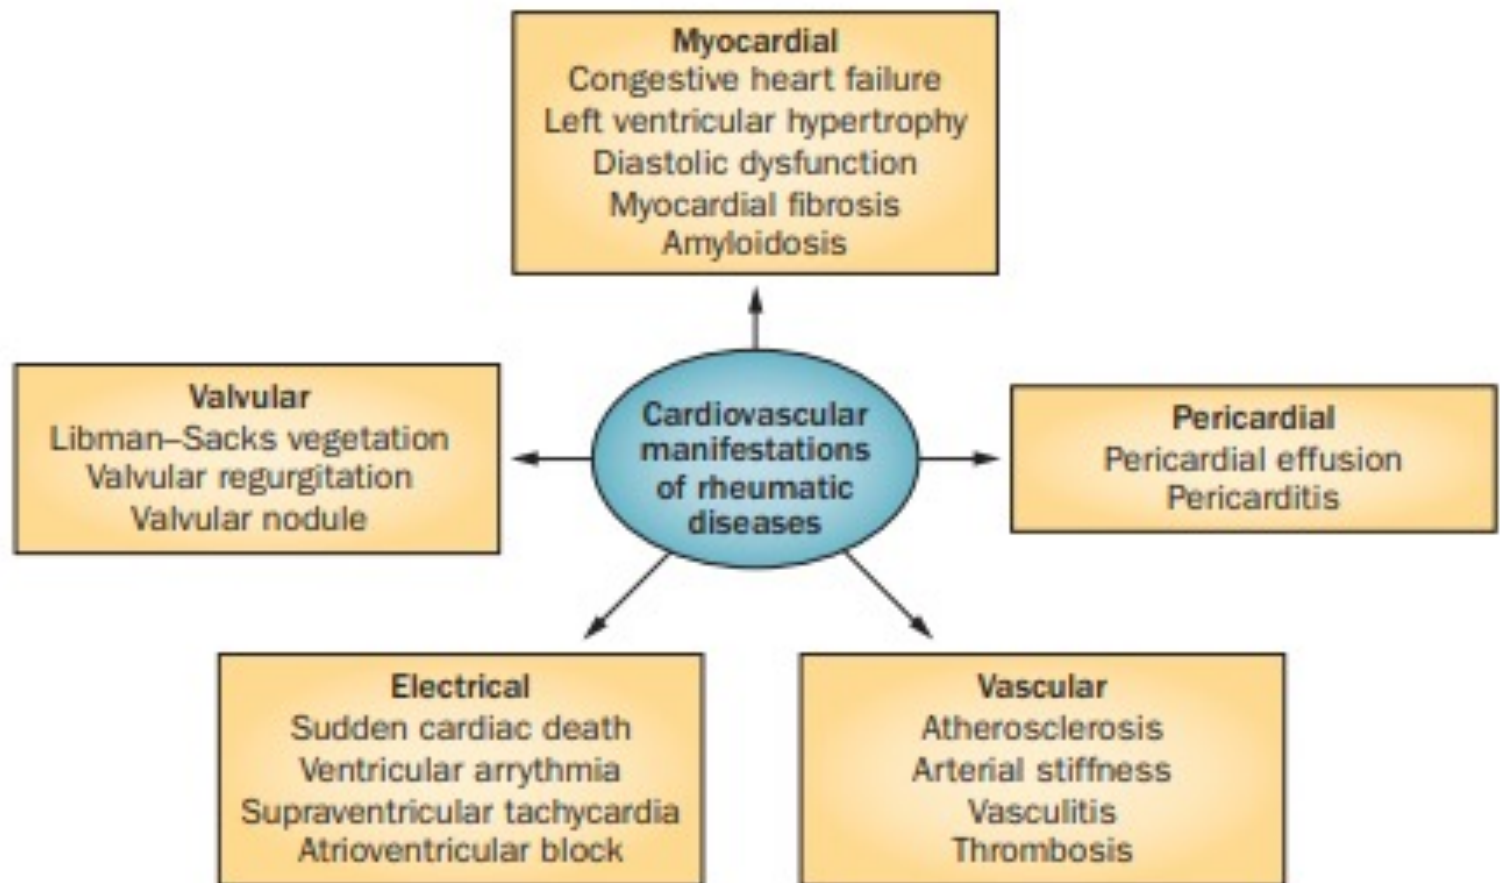 Myocardial
Congestive heart failure
Left ventricular hypertrophy
Diastolic dysfunction
Myocardial fibrosis
Amyloidosis
Valvular
Libman–Sacks vegetation
Valvular regurgitation
Valvular nodule
Cardiovascular
manifestations
of rheumatic
diseases
Pericardial
Pericardial effusion
Pericarditis
Electrical
Sudden cardiac death
Ventricular arrythmia
Supraventricular tachycardia
Atrioventricular block
Vascular
Atherosclerosis
Arterial stiffness
Vasculitis
Thrombosis